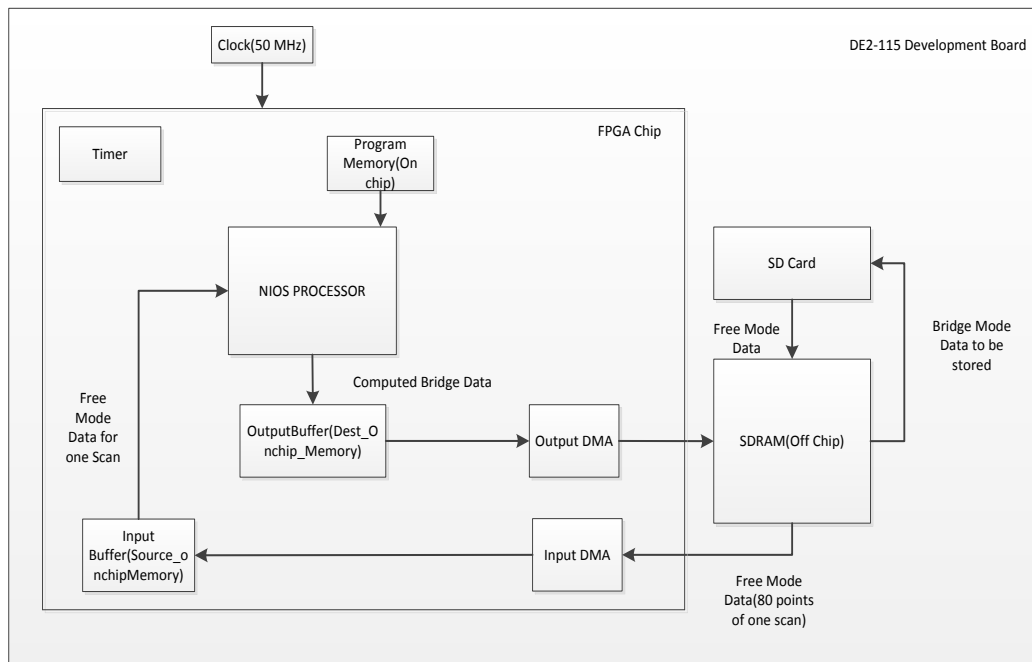 Clock(50 MHz)
DE2-115 Development Board
FPGA Chip
Timer
Program
Memory(On
chip)
NIOS PROCESSOR
SD Card
Free Mode
Data
Bridge Mode
Data to be
stored
Computed Bridge Data
Free
Mode
Data for
one Scan
OutputBuffer(Dest_O
nchip_Memory)
Output DMA
SDRAM(Off Chip)
Input
Buffer(Source_o
nchipMemory)
Input DMA
Free Mode
Data(80 points
of one scan)